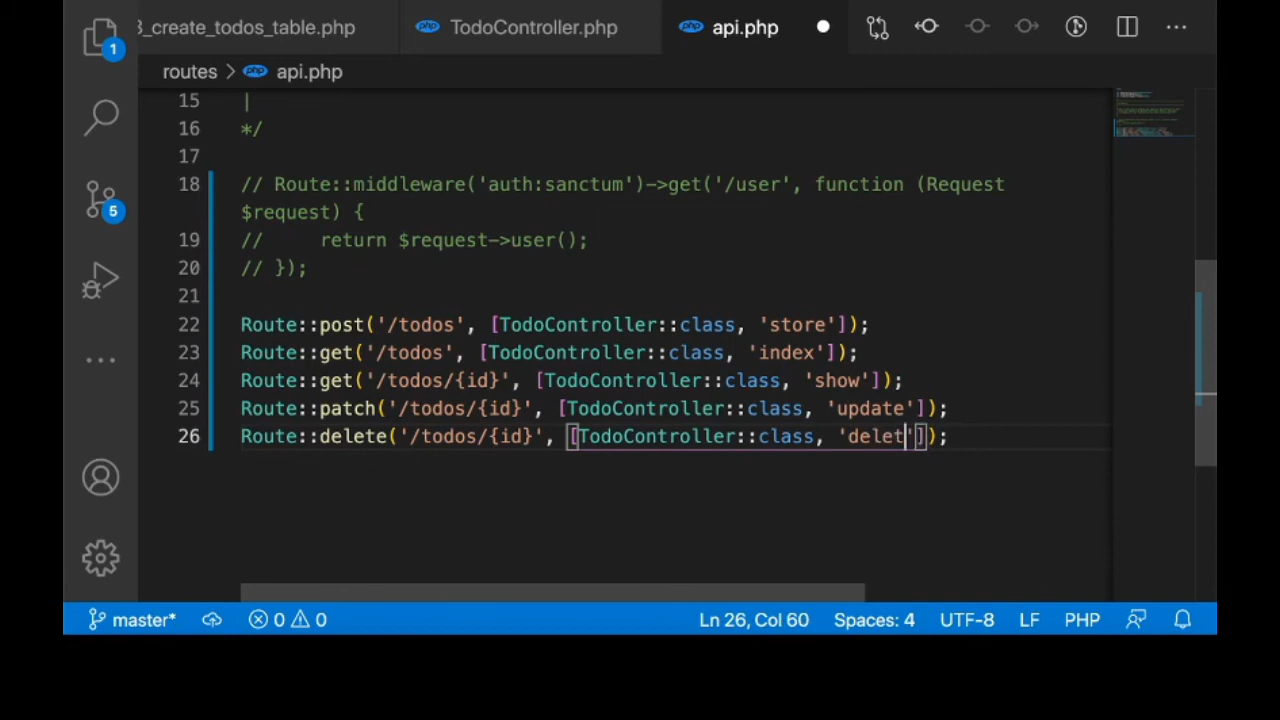 3_create_todos_table.php TodoController.php api.php
1
routes > api.php
15 |
16 */
17
18 // Route::middleware('auth:sanctum')->get('/user', function (Request
$request) {
19 //     return $request->user();
20 // });
21
22 Route::post('/todos', [TodoController::class, 'store']);
23 Route::get('/todos', [TodoController::class, 'index']);
24 Route::get('/todos/{id}', [TodoController::class, 'show']);
25 Route::patch('/todos/{id}', [TodoController::class, 'update']);
26 Route::delete('/todos/{id}', [TodoController::class, 'delet']);
5
master* 0 0 Ln 26, Col 60 Spaces: 4 UTF-8 LF PHP